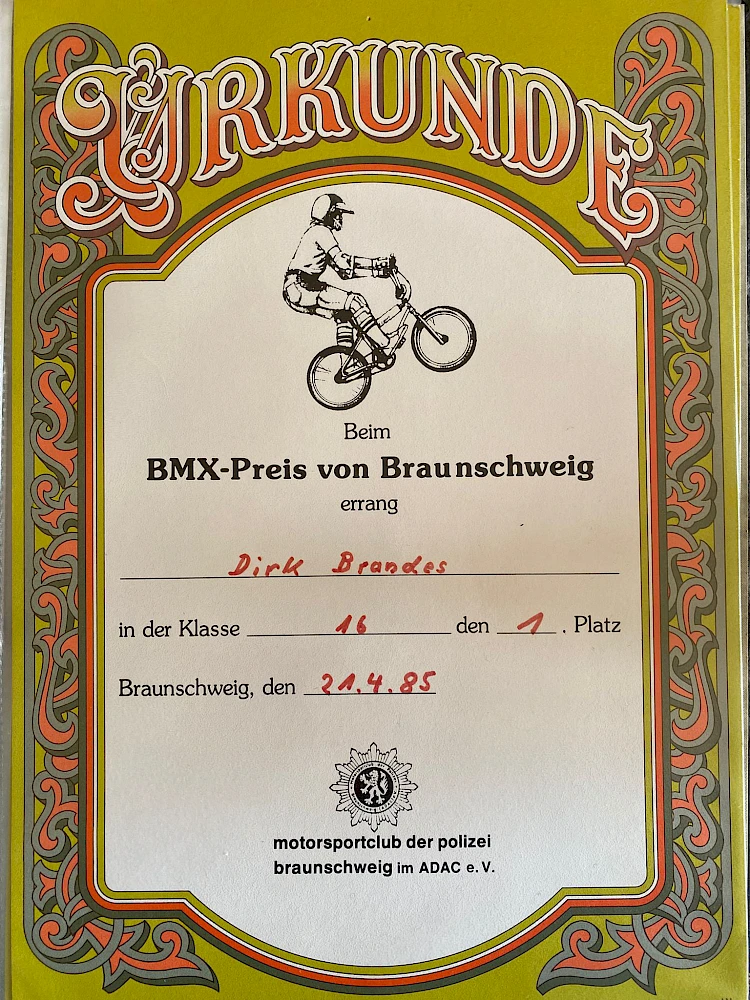 URKUNDE
Beim
BMX-Preis von Braunschweig
errang
Dirk Brandes
in der Klasse 16 den 1. Platz
Braunschweig, den 21.4.85
motorsportclub der polizei
braunschweig im ADAC e.V.